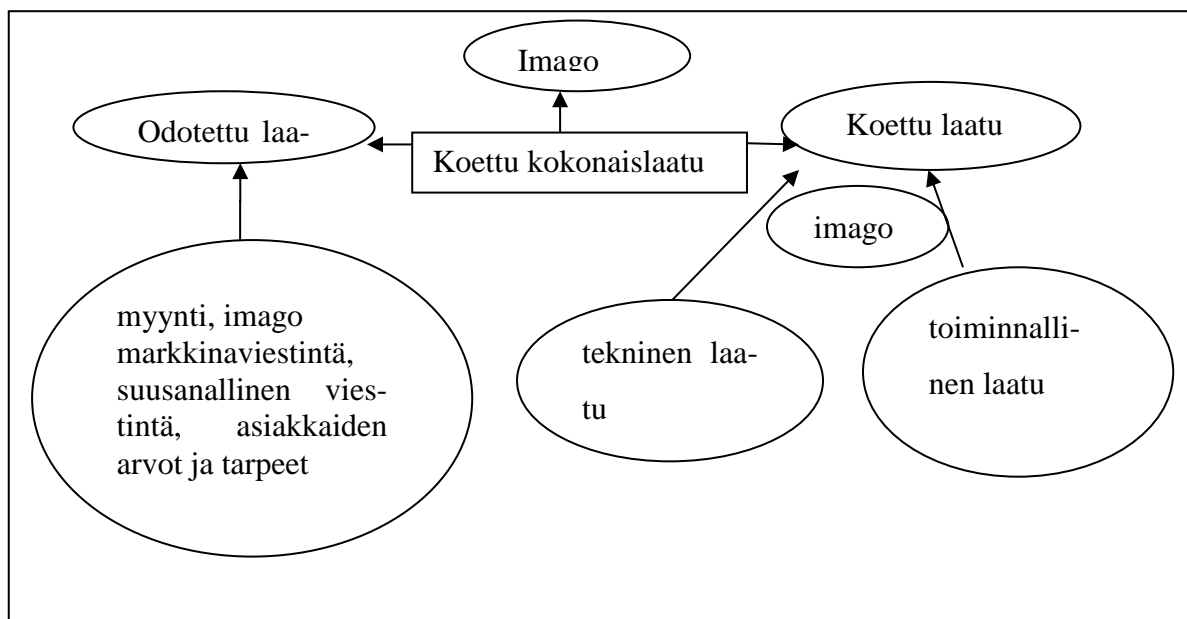 Imago
Odotettu laa-
Koettu kokonaislaatu
Koettu laatu
imago
myynti, imago
markkinaviestintä,
suusanallinen vies-
tintä, asiakkaiden
arvot ja tarpeet
tekninen laa-
tu
toiminnalli-
nen laatu